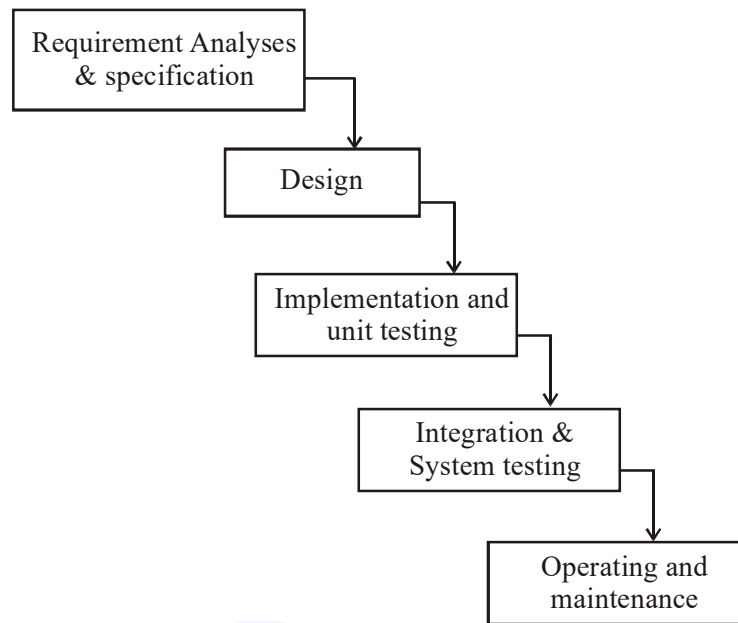 Requirement Analyses
& specification
Design
Implementation and
unit testing
Integration &
System testing
Operating and
maintenance